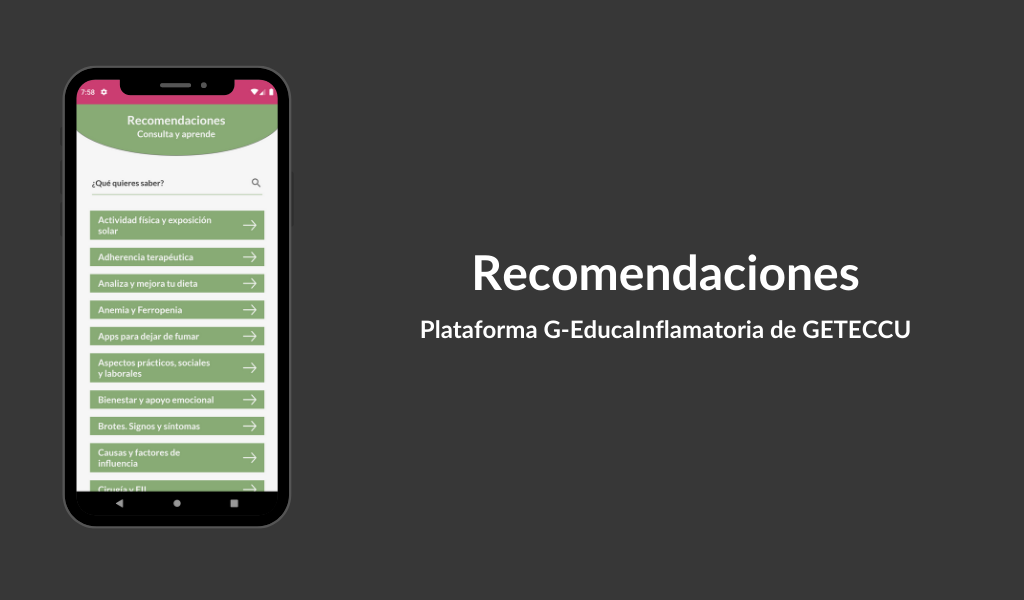 7:58
Recomendaciones
Consulta y aprende
¿Qué quieres saber?
Actividad física y exposición
solar
Adherencia terapéutica
Analiza y mejora tu dieta
Anemia y Ferropenia
Apps para dejar de fumar
Aspectos prácticos, sociales
y laborales
Bienestar y apoyo emocional
Brotes. Signos y síntomas
Causas y factores de
influencia
Cirugía y EII
Recomendaciones
Plataforma G-EducaInflamatoria de GETECCU